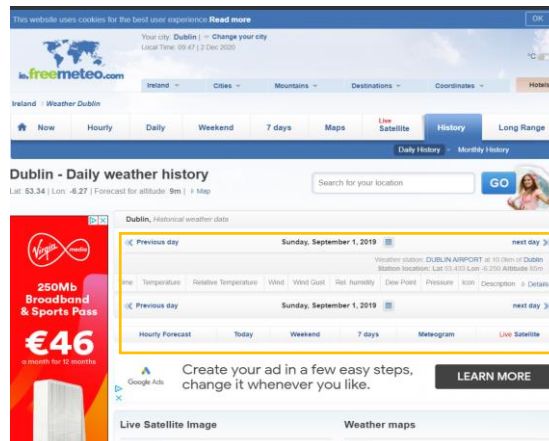 This website uses cookies for the best user experience.Read more
OK
Your city: Dublin | Change your city
Local Time: 09:47 | 2 Dec 2020
°C
ie.freemeteo.com
Ireland Cities Mountains Destinations Coordinates Hotels
Ireland Weather Dublin
Now Hourly Daily Weekend 7 days Maps Live Satellite History Long Range
Daily History Monthly History
Dublin - Daily weather history
Lat: 53.34 | Lon: -6.27 | Forecast for altitude: 9m | Map
Search for your location
GO
Dublin, Historical weather data
Previous day Sunday, September 1, 2019 next day
Weather station: DUBLIN AIRPORT at 10.0km of Dublin
Station location: Lat 53.433 Lon -6.250 Altitude 85m
ime Temperature Relative Temperature Wind Wind Gust Rel. humidity Dew Point Pressure Icon Description Details
Previous day Sunday, September 1, 2019 next day
Hourly Forecast Today Weekend 7 days Meteogram Live Satellite
Virgin media
250Mb
Broadband
& Sports Pass
€46
a month for 12 months
Google Ads
Create your ad in a few easy steps,
change it whenever you like.
LEARN MORE
Live Satellite Image Weather maps